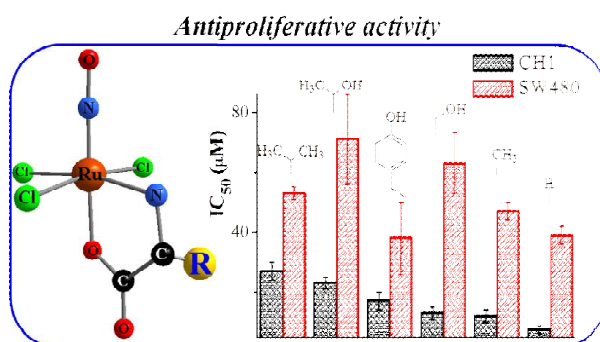 Antiproliferative activity
O
N
Cl
Cl
Ru
Cl
N
O
C
C
R
O
CH1
SW480
80
40
IC50 (μM)
H3C CH3
H3C OH
OH
OH
CH3
H